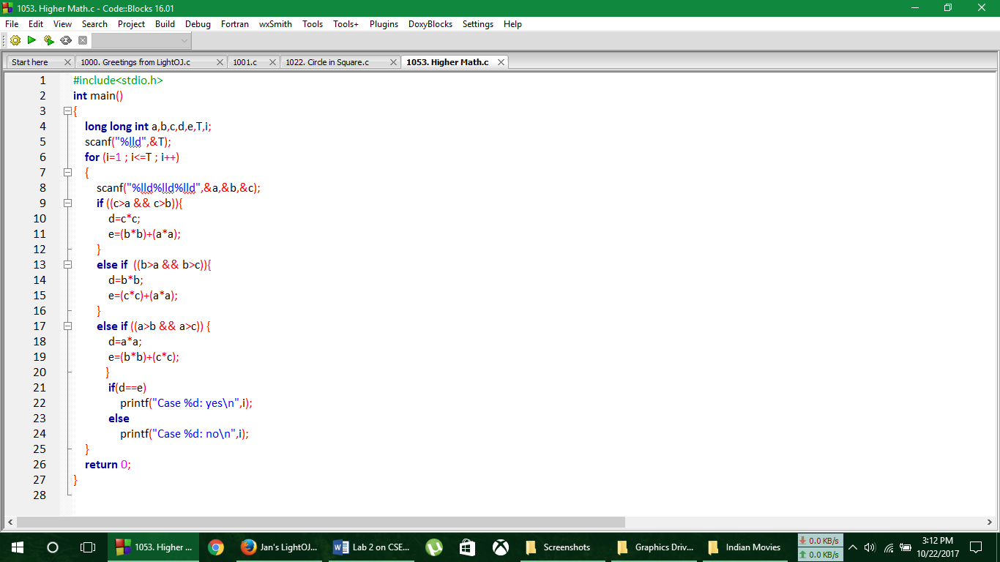 1053. Higher Math.c - Code::Blocks 16.01
File Edit View Search Project Build Debug Fortran wxSmith Tools Tools+ Plugins DoxyBlocks Settings Help
Start here 1000. Greetings from LightOJ.c 1001.c 1022. Circle in Square.c 1053. Higher Math.c
1 #include<stdio.h>
2 int main()
3 {
4 long long int a,b,c,d,e,T,i;
5 scanf("%lld",&T);
6 for (i=1 ; i<=T ; i++)
7 {
8 scanf("%lld%lld%lld",&a,&b,&c);
9 if ((c>a && c>b)){
10 d=c*c;
11 e=(b*b)+(a*a);
12 }
13 else if ((b>a && b>c)){
14 d=b*b;
15 e=(c*c)+(a*a);
16 }
17 else if ((a>b && a>c)) {
18 d=a*a;
19 e=(b*b)+(c*c);
20 }
21 if(d==e)
22 printf("Case %d: yes\n",i);
23 else
24 printf("Case %d: no\n",i);
25 }
26 return 0;
27 }
28
1053. Higher ... Jan's LightOJ... Lab 2 on CSE... Screenshots Graphics Driv... Indian Movies
0.0 KB/s
0.0 KB/s
3:12 PM
10/22/2017